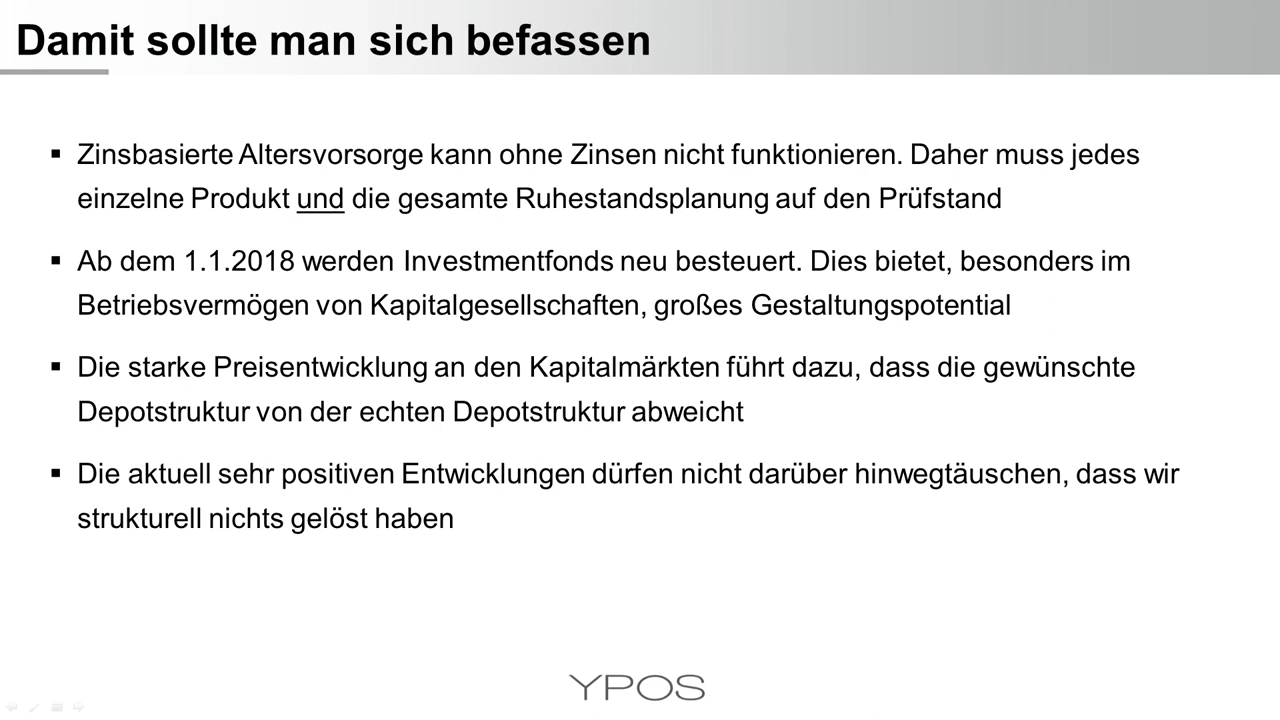 Damit sollte man sich befassen
▪ Zinsbasierte Altersvorsorge kann ohne Zinsen nicht funktionieren. Daher muss jedes
einzelne Produkt und die gesamte Ruhestandsplanung auf den Prüfstand
▪ Ab dem 1.1.2018 werden Investmentfonds neu besteuert. Dies bietet, besonders im
Betriebsvermögen von Kapitalgesellschaften, großes Gestaltungspotential
▪ Die starke Preisentwicklung an den Kapitalmärkten führt dazu, dass die gewünschte
Depotstruktur von der echten Depotstruktur abweicht
▪ Die aktuell sehr positiven Entwicklungen dürfen nicht darüber hinwegtäuschen, dass wir
strukturell nichts gelöst haben
YPOS